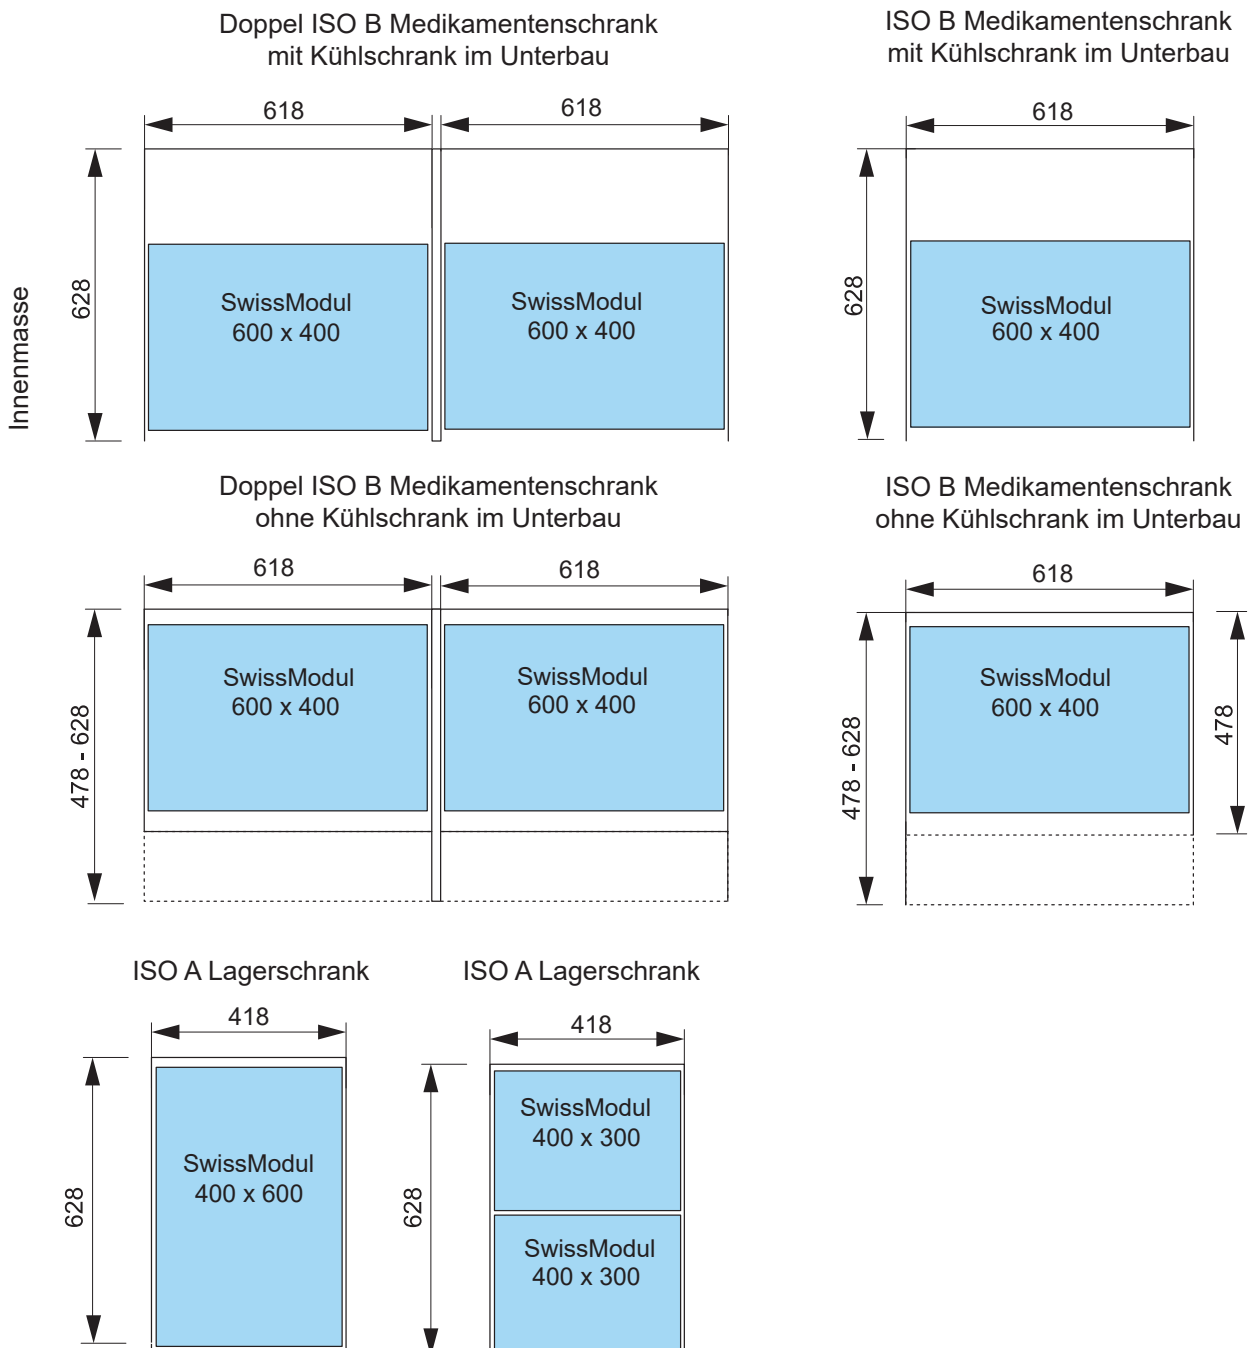 Doppel ISO B Medikamentenschrank
mit Kühlschrank im Unterbau
ISO B Medikamentenschrank
mit Kühlschrank im Unterbau
618
618
618
Innenmasse
628
SwissModul
600 x 400
SwissModul
600 x 400
628
SwissModul
600 x 400
Doppel ISO B Medikamentenschrank
ohne Kühlschrank im Unterbau
ISO B Medikamentenschrank
ohne Kühlschrank im Unterbau
618
618
618
478 - 628
SwissModul
600 x 400
SwissModul
600 x 400
478 - 628
SwissModul
600 x 400
478
ISO A Lagerschrank
ISO A Lagerschrank
418
418
628
SwissModul
400 x 600
628
SwissModul
400 x 300
SwissModul
400 x 300